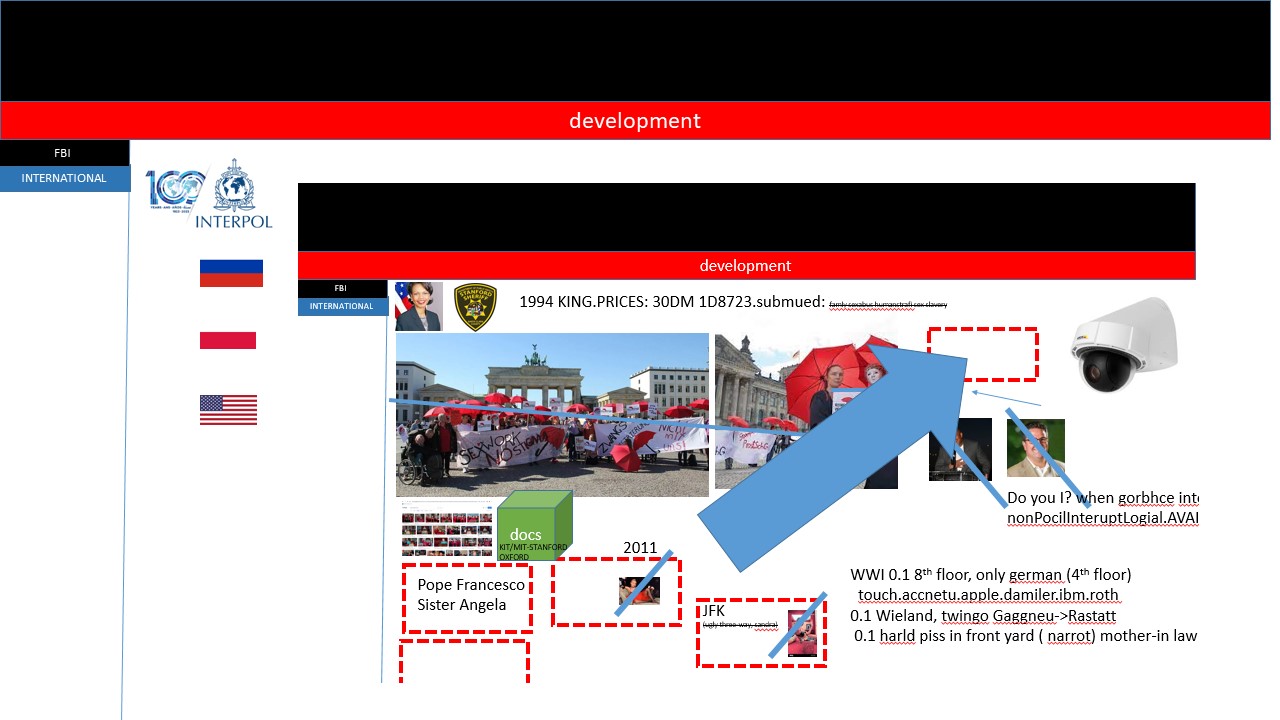 development
FBI
INTERNATIONAL
100
INTERPOL
development
FBI
INTERNATIONAL
STANFORD
SHERIFF
1994 KING.PRICES: 30DM 1D8723.submued: famly sexabus humanstrafi sex slavery
SEXWORK
docs
KIT/MIT-STANFORD
OXFORD
2011
Pope Francesco
Sister Angela
JFK
(ugly three-way, sandra)
Do you I? when gorbhce inte
nonPocilInteruptLogial.AVAI
WWI 0.1 8th floor, only german (4th floor)
touch.accnetu.apple.damiler.ibm.roth
0.1 Wieland, twingo Gaggneu->Rastatt
0.1 harld piss in front yard ( narrot) mother-in law